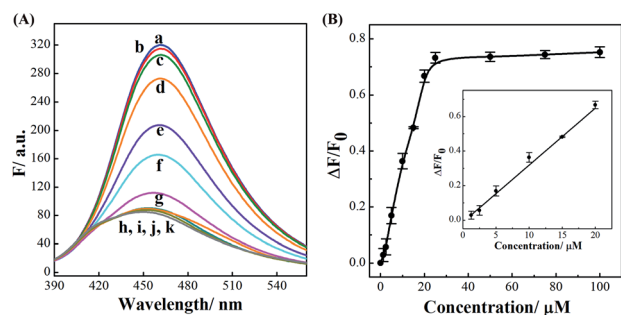 (A)
F/ a.u.
320
280
240
200
160
120
80
40
0
390 420 450 480 510 540
Wavelength/ nm
a
b
c
d
e
f
g
h, i, j, k
(B)
ΔF/F0
0.8
0.6
0.4
0.2
0.0
0 20 40 60 80 100
Concentration/ μM
ΔF/F0
0.6
0.4
0.2
0.0
0 5 10 15 20
Concentration/ μM